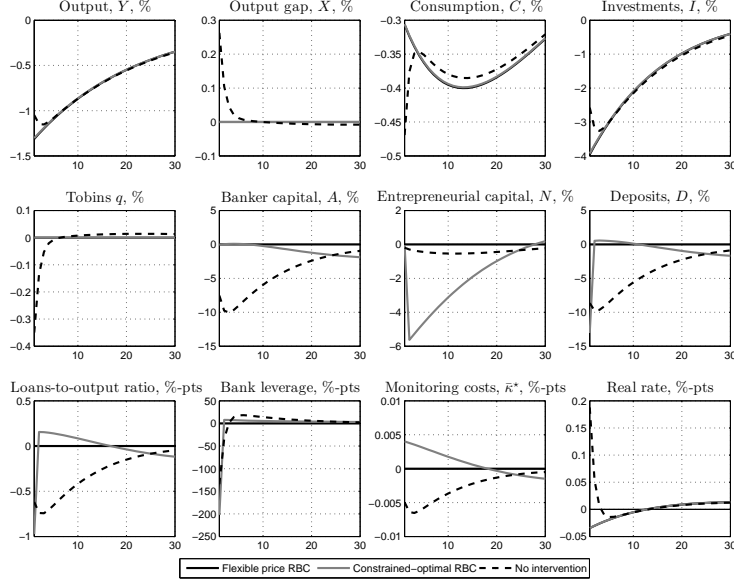 Output, Y, %
Output gap, X, %
Consumption, C, %
Investments, I, %
0
−0.5
−1
−1.5
10 20 30
0.3
0.2
0.1
0
0.1
10 20 30
−0.3
−0.35
−0.4
−0.45
−0.5
10 20 30
0
−1
−2
−3
−4
10 20 30
Tobins q, %
Banker capital, A, %
Entrepreneurial capital, N, %
Deposits, D, %
0.1
0
−0.1
−0.2
−0.3
−0.4
10 20 30
5
0
−5
−10
−15
10 20 30
2
0
−2
−4
−6
10 20 30
5
0
−5
−10
−15
10 20 30
Loans-to-output ratio, %-pts
Bank leverage, %-pts
Monitoring costs, κ̄⋆, %-pts
Real rate, %-pts
0.5
0
−0.5
−1
10 20 30
50
0
−50
−100
−150
−200
−250
10 20 30
0.01
0.005
0
−0.005
−0.01
10 20 30
0.2
0.15
0.1
0.05
0
−0.05
10 20 30
Flexible price RBC
Constrained−optimal RBC
No intervention